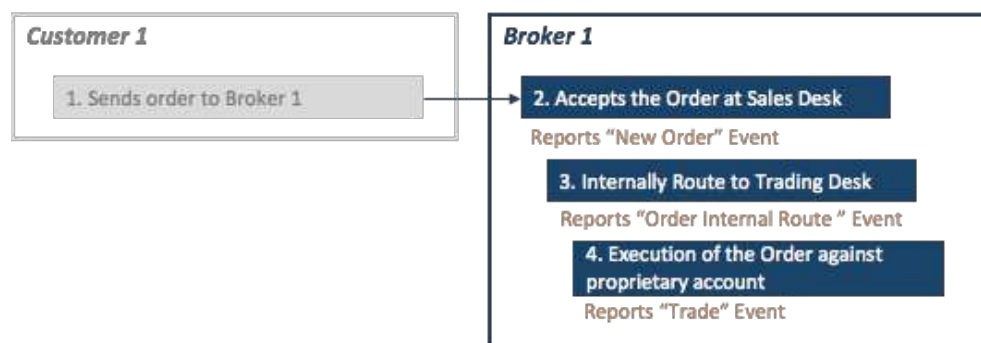 Customer 1
Broker 1
1. Sends order to Broker 1
2. Accepts the Order at Sales Desk
Reports “New Order” Event
3. Internally Route to Trading Desk
Reports “Order Internal Route ” Event
4. Execution of the Order against
proprietary account
Reports “Trade” Event